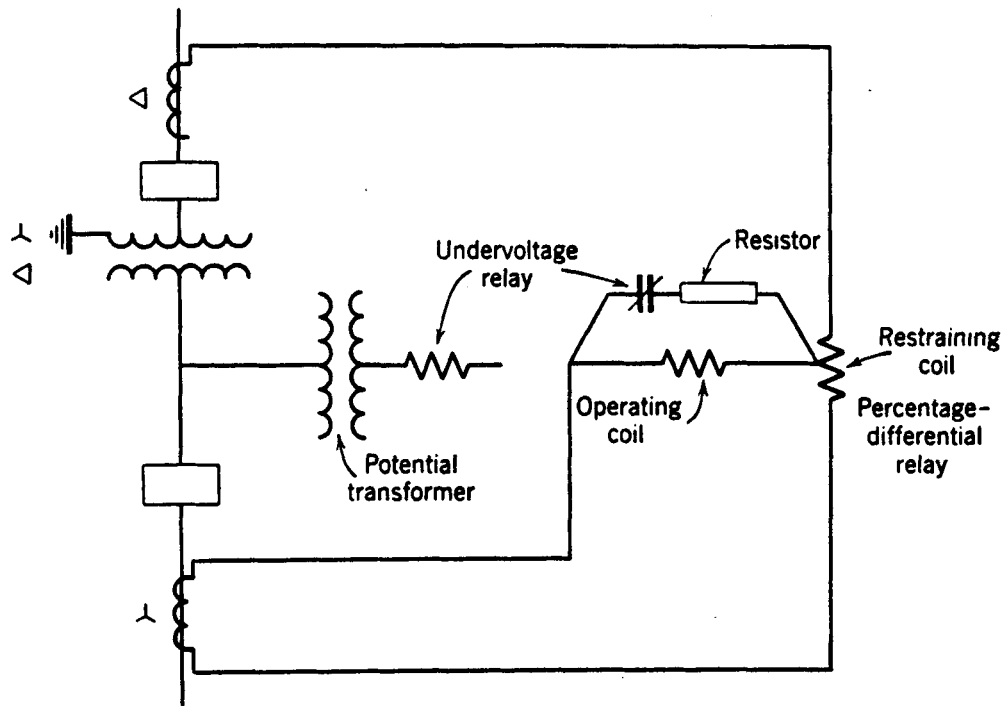 Undervoltage
relay
Resistor
Restraining
coil
Operating
coil
Percentage-
differential
relay
Potential
transformer